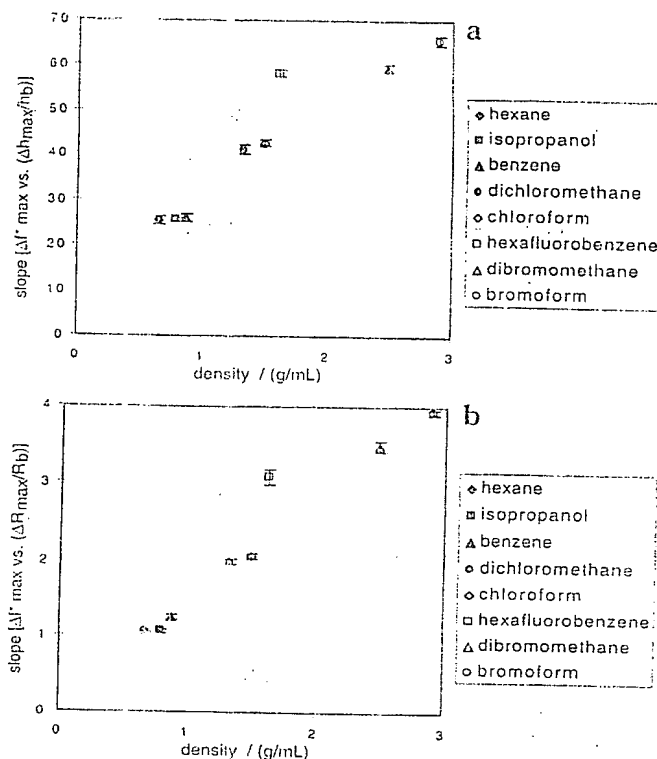 a
70
60
50
40
30
20
10
0
slope [Δf* max vs. (Δhmax/hb)]
0 1 2 3
density / (g/mL)
hexane
isopropanol
benzene
dichloromethane
chloroform
hexafluorobenzene
dibromomethane
bromoform
b
4
3
2
1
0
slope [Δf* max vs. (ΔRmax/Rb)]
0 1 2 3
density / (g/mL)
hexane
isopropanol
benzene
dichloromethane
chloroform
hexafluorobenzene
dibromomethane
bromoform